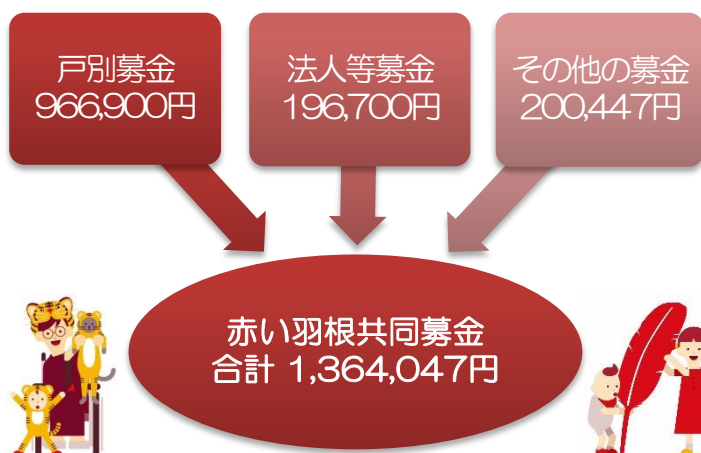 戸別募金
966,900円
法人等募金
196,700円
その他の募金
200,447円
赤い羽根共同募金
合計 1,364,047円